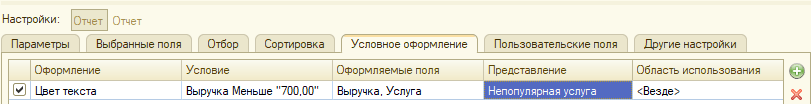 Настройки: Отчет Отчет
Параметры Выбранные поля Отбор Сортировка Условное оформление Пользовательские поля Другие настройки
Оформление Условие Оформляемые поля Представление Область использования
Цвет текста Выручка Меньше "700,00" Выручка, Услуга Непопулярная услуга <Везде>